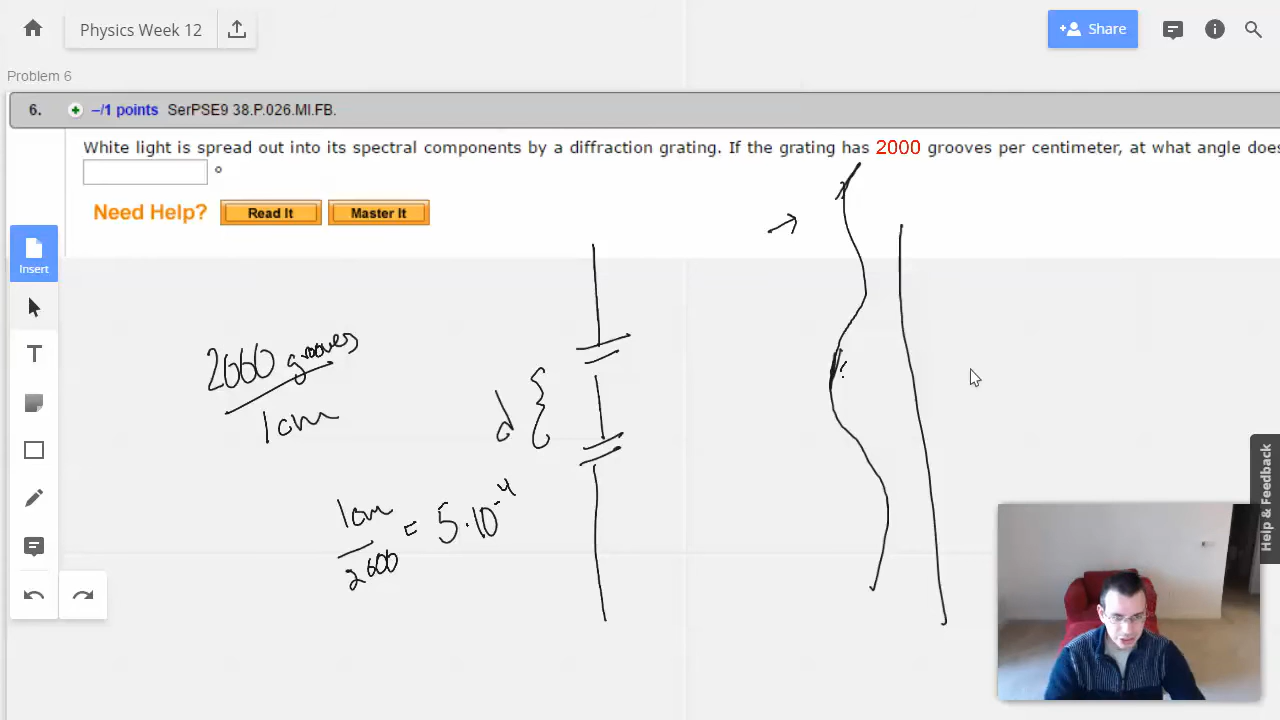 Physics Week 12
Share
Problem 6
6. –/1 points SerPSE9 38.P.026.MI.FB.
White light is spread out into its spectral components by a diffraction grating. If the grating has 2000 grooves per centimeter, at what angle does
°
Need Help? Read It Master It
Insert
T
2000 grooves
1cm
d
1cm
2000
= 5·10^-4
Help & Feedback